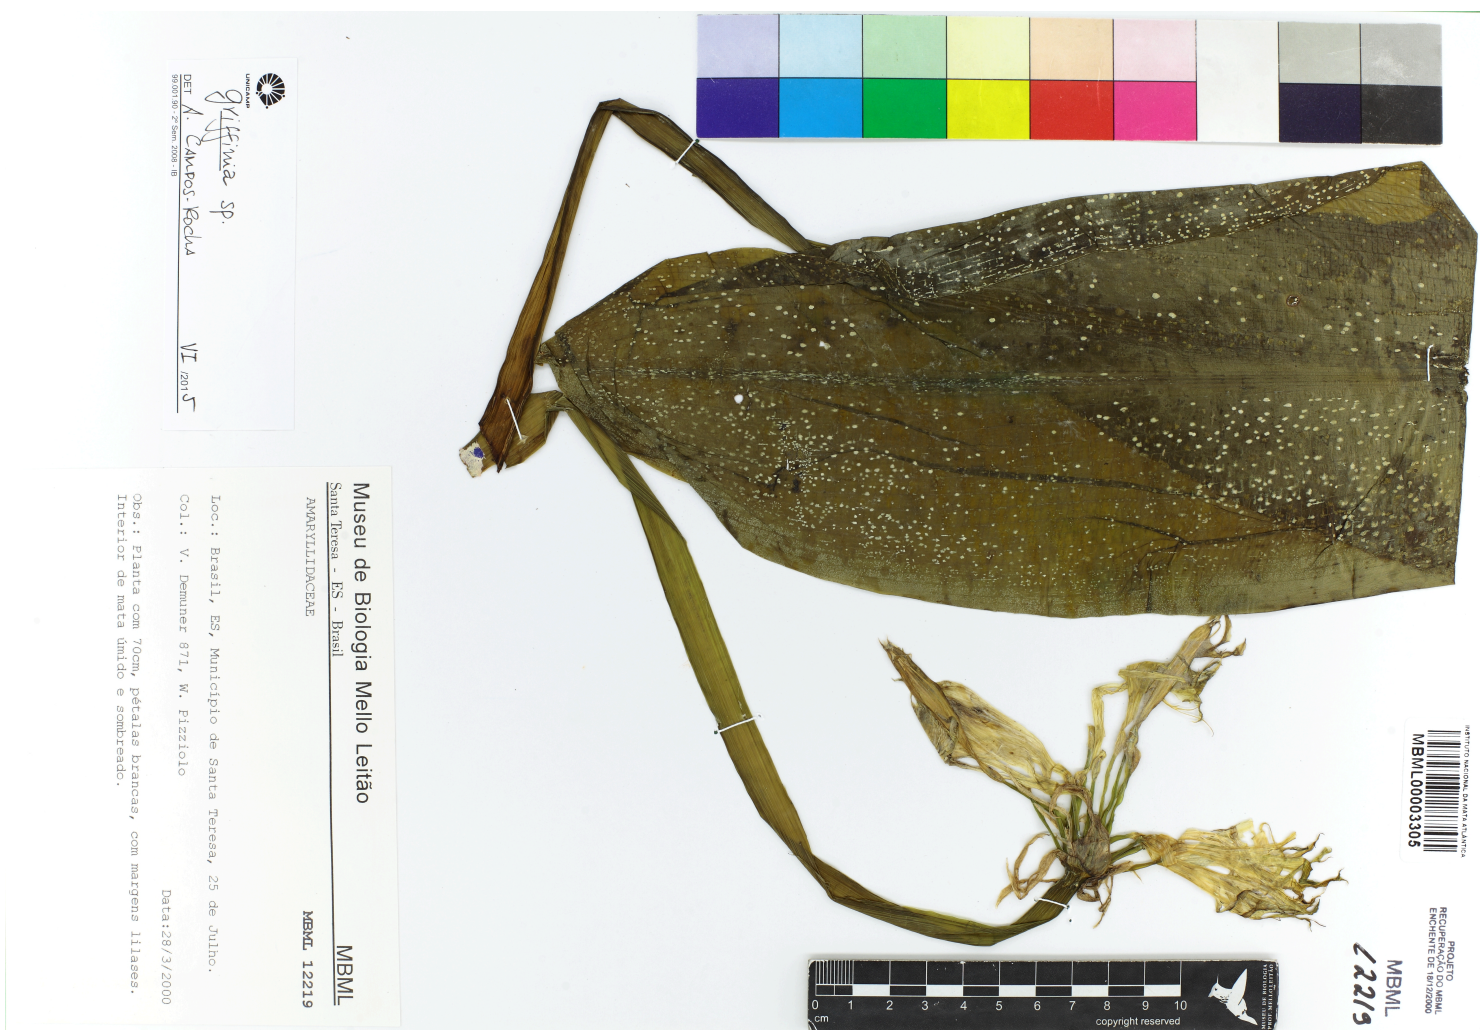 UNICAMP
griffinia sp.
DET A. CAMPOS-ROCHA VI /2015
99.001.90 - 2º Sem. 2008 - IB
Museu de Biologia Mello Leitão
MBML
Santa Teresa - ES - Brasil
AMARYLLIDACEAE
MBML 12219
Loc.: Brasil, ES, Município de Santa Teresa, 25 de Julho.
Col.: V. Demuner 871, W. Pizziolo
Data:28/3/2000
Obs.: Planta com 70cm, pétalas brancas, com margens lilases.
Interior de mata úmido e sombreado.
INSTITUTO NACIONAL DA MATA ATLÂNTICA
MBML00003305
PROJETO
RECUPERAÇÃO DO MBML
ENCHENTE DE 18/12/2000
MBML
12219
0 1 2 3 4 5 6 7 8 9 10
cm
copyright reserved